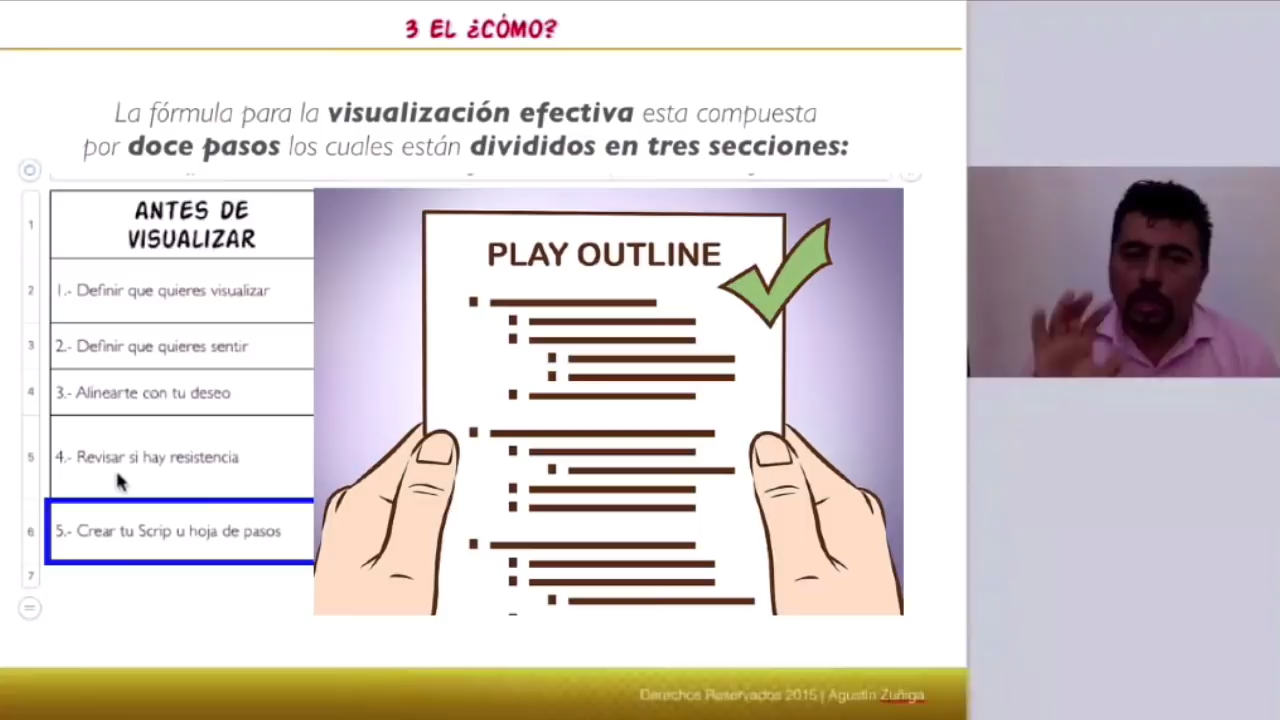 3 EL ¿CÓMO?
La fórmula para la visualización efectiva esta compuesta
por doce pasos los cuales están divididos en tres secciones:
1
ANTES DE
VISUALIZAR
2
1.- Definir que quieres visualizar
3
2.- Definir que quieres sentir
4
3.- Alinearte con tu deseo
5
4.- Revisar si hay resistencia
6
5.- Crear tu Scrip u hoja de pasos
7
PLAY OUTLINE
Derechos Reservados 2015 | Agustín Zuñiga